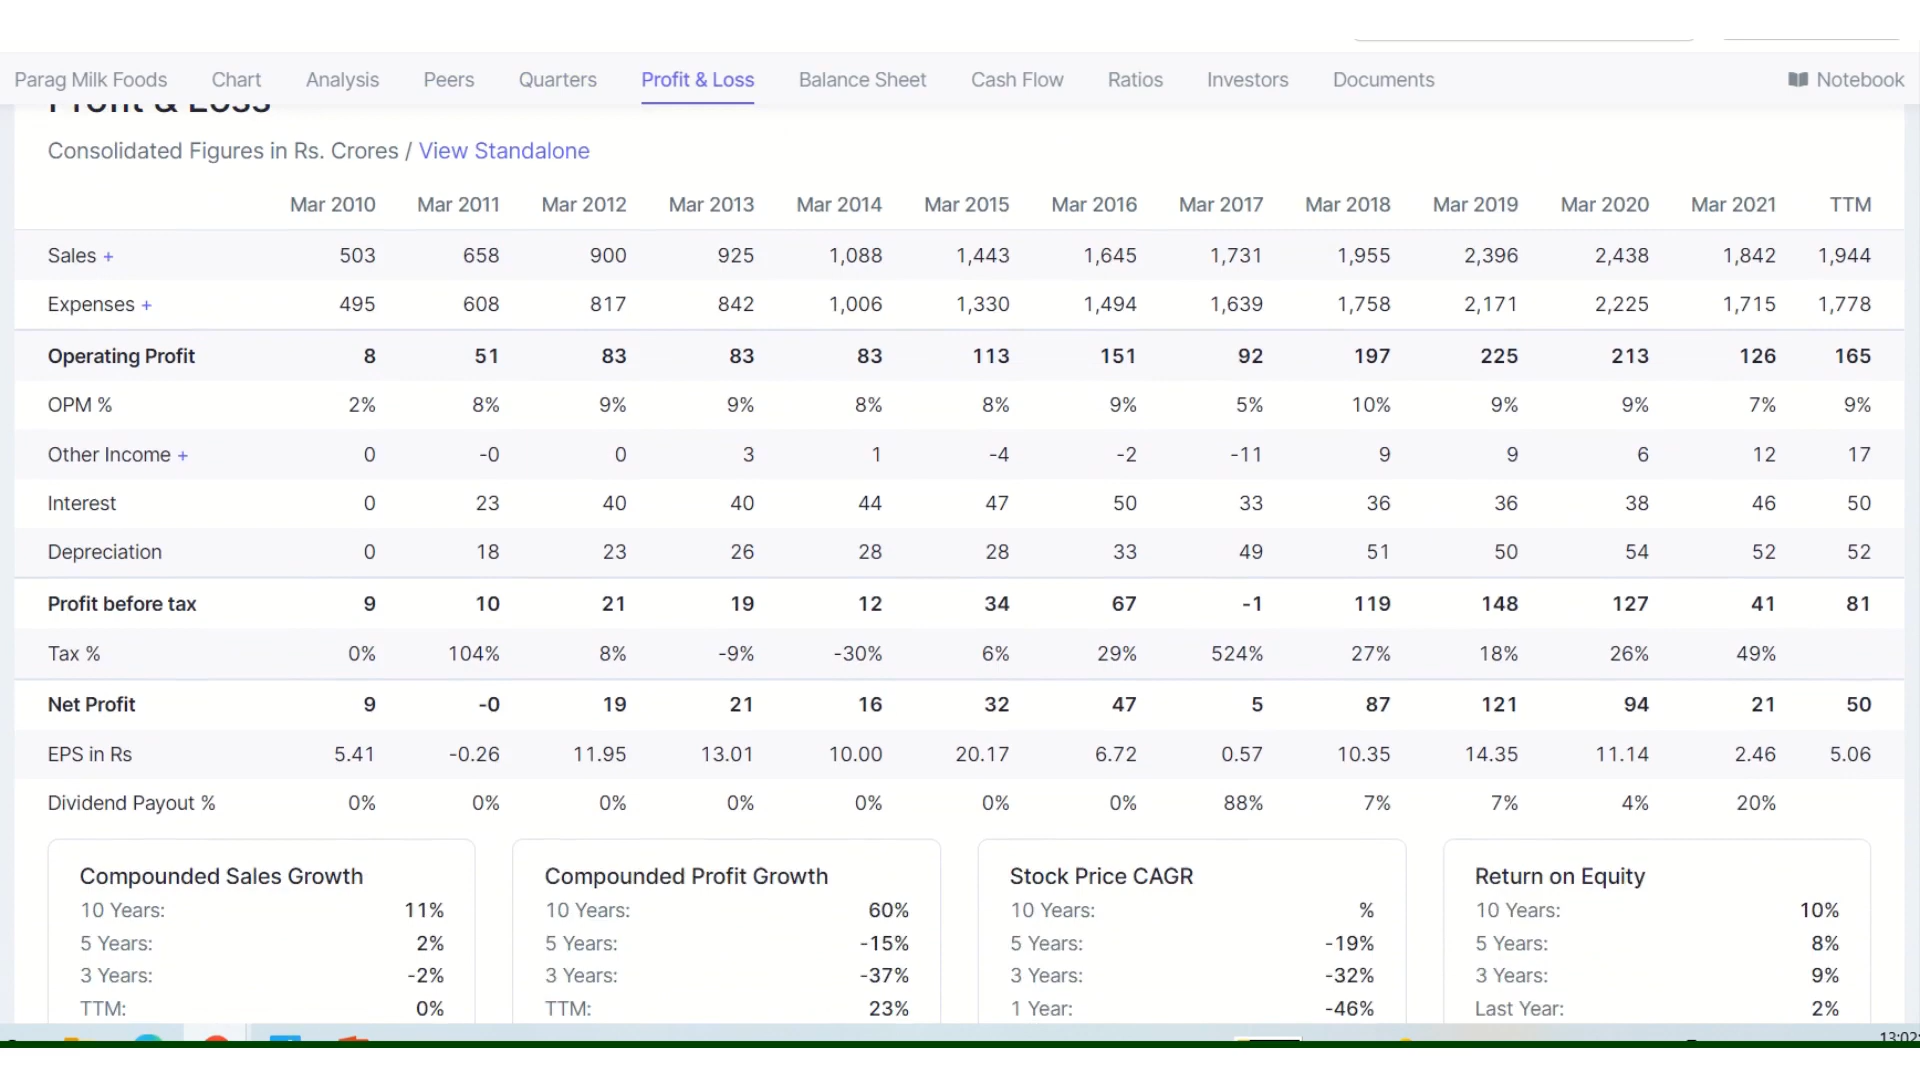 Parag Milk Foods Chart Analysis Peers Quarters Profit & Loss Balance Sheet Cash Flow Ratios Investors Documents Notebook
Profit & Loss
Consolidated Figures in Rs. Crores / View Standalone
Mar 2010 Mar 2011 Mar 2012 Mar 2013 Mar 2014 Mar 2015 Mar 2016 Mar 2017 Mar 2018 Mar 2019 Mar 2020 Mar 2021 TTM
Sales + 503 658 900 925 1,088 1,443 1,645 1,731 1,955 2,396 2,438 1,842 1,944
Expenses + 495 608 817 842 1,006 1,330 1,494 1,639 1,758 2,171 2,225 1,715 1,778
Operating Profit 8 51 83 83 83 113 151 92 197 225 213 126 165
OPM % 2% 8% 9% 9% 8% 8% 9% 5% 10% 9% 9% 7% 9%
Other Income + 0 -0 0 3 1 -4 -2 -11 9 9 6 12 17
Interest 0 23 40 40 44 47 50 33 36 36 38 46 50
Depreciation 0 18 23 26 28 28 33 49 51 50 54 52 52
Profit before tax 9 10 21 19 12 34 67 -1 119 148 127 41 81
Tax % 0% 104% 8% -9% -30% 6% 29% 524% 27% 18% 26% 49%
Net Profit 9 -0 19 21 16 32 47 5 87 121 94 21 50
EPS in Rs 5.41 -0.26 11.95 13.01 10.00 20.17 6.72 0.57 10.35 14.35 11.14 2.46 5.06
Dividend Payout % 0% 0% 0% 0% 0% 0% 0% 88% 7% 7% 4% 20%
Compounded Sales Growth
10 Years: 11%
5 Years: 2%
3 Years: -2%
TTM: 0%
Compounded Profit Growth
10 Years: 60%
5 Years: -15%
3 Years: -37%
TTM: 23%
Stock Price CAGR
10 Years: %
5 Years: -19%
3 Years: -32%
1 Year: -46%
Return on Equity
10 Years: 10%
5 Years: 8%
3 Years: 9%
Last Year: 2%
13:02